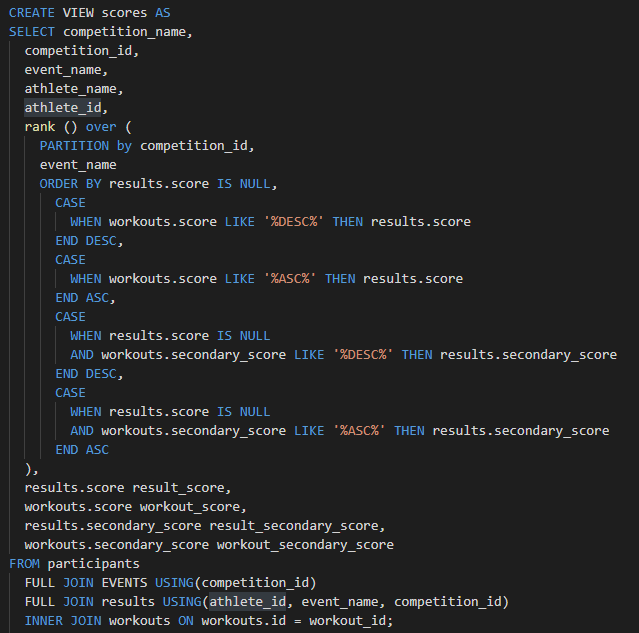 CREATE VIEW scores AS
SELECT competition_name,
competition_id,
event_name,
athlete_name,
athlete_id,
rank () over (
PARTITION by competition_id,
event_name
ORDER BY results.score IS NULL,
CASE
WHEN workouts.score LIKE '%DESC%' THEN results.score
END DESC,
CASE
WHEN workouts.score LIKE '%ASC%' THEN results.score
END ASC,
CASE
WHEN results.score IS NULL
AND workouts.secondary_score LIKE '%DESC%' THEN results.secondary_score
END DESC,
CASE
WHEN results.score IS NULL
AND workouts.secondary_score LIKE '%ASC%' THEN results.secondary_score
END ASC
),
results.score result_score,
workouts.score workout_score,
results.secondary_score result_secondary_score,
workouts.secondary_score workout_secondary_score
FROM participants
FULL JOIN EVENTS USING(competition_id)
FULL JOIN results USING(athlete_id, event_name, competition_id)
INNER JOIN workouts ON workouts.id = workout_id;